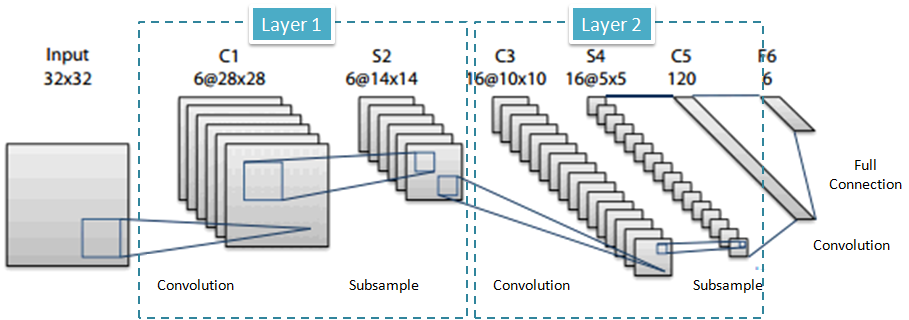 Layer 1
Layer 2
Input
32x32
C1
6@28x28
S2
6@14x14
C3
16@10x10
S4
16@5x5
C5
120
F6
6
Full
Connection
Convolution
Convolution
Subsample
Convolution
Subsample